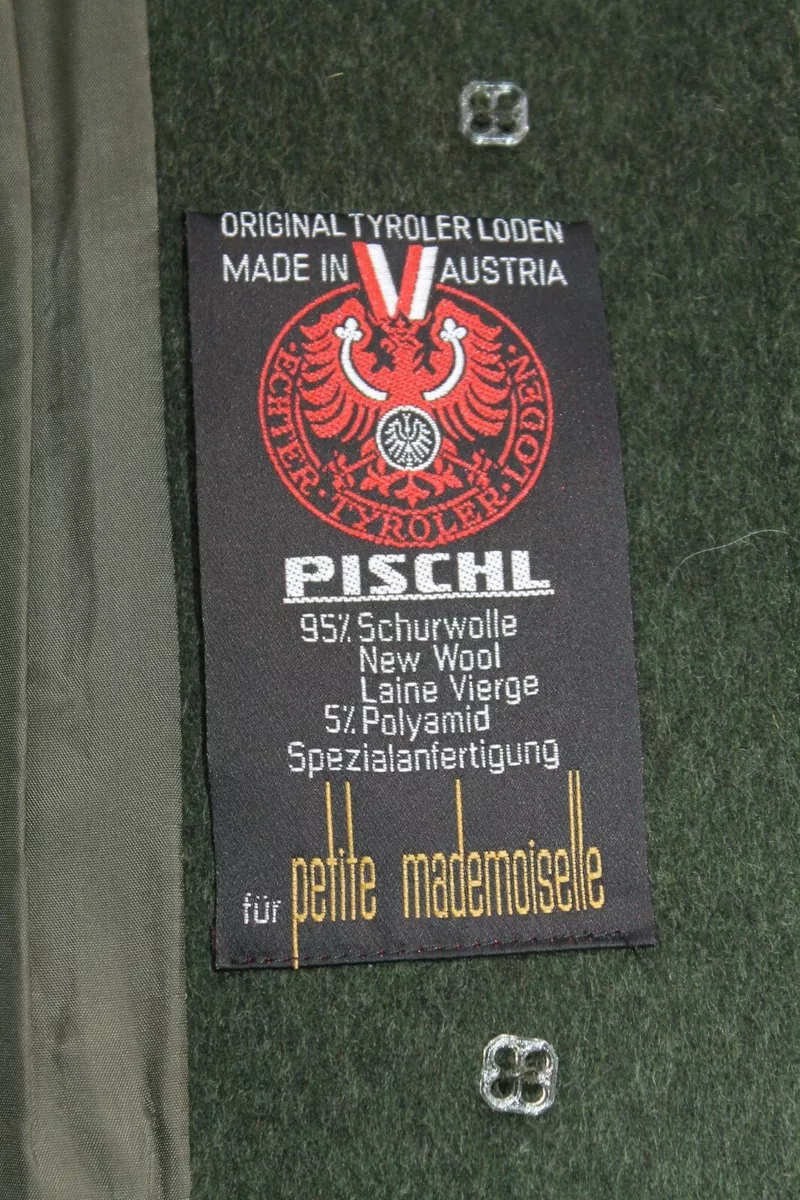 ORIGINAL TYROLER LODEN
MADE IN AUSTRIA
·ECHTER·TYROLER·LODEN·
PISCHL
95% Schurwolle
New Wool
Laine Vierge
5% Polyamid
Spezialanfertigung
für petite mademoiselle